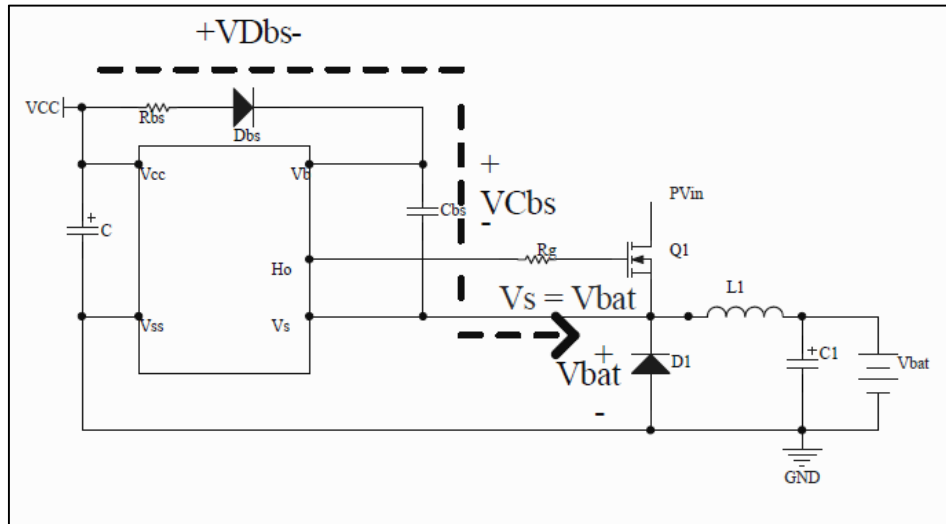 +VDbs-
VCC
Rbs
Dbs
Vcc
Vb
+
VCbs
-
Cbs
PVin
+
C
Q1
Rg
Ho
L1
Vs = Vbat
Vss
Vs
+
Vbat
-
D1
+
C1
Vbat
GND